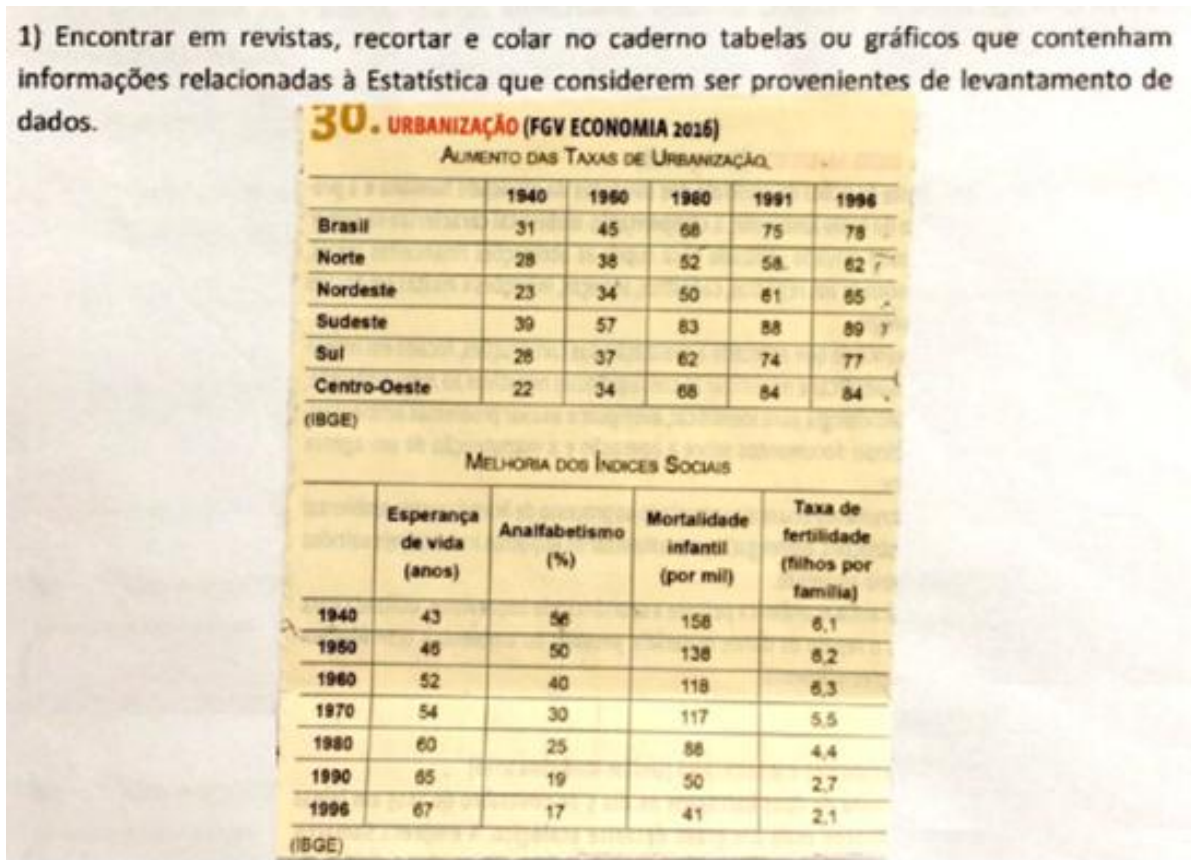 1) Encontrar em revistas, recortar e colar no caderno tabelas ou gráficos que contenham
informações relacionadas à Estatística que considerem ser provenientes de levantamento de
dados.
30. URBANIZAÇÃO (FGV ECONOMIA 2016)
AUMENTO DAS TAXAS DE URBANIZAÇÃO
1940 1960 1980 1991 1996
Brasil 31 45 68 75 78
Norte 28 38 52 58 62
Nordeste 23 34 50 61 65
Sudeste 39 57 83 88 89
Sul 28 37 62 74 77
Centro-Oeste 22 34 68 84 84
(IBGE)
MELHORIA DOS ÍNDICES SOCIAIS
Esperança de vida (anos) Analfabetismo (%) Mortalidade infantil (por mil) Taxa de fertilidade (filhos por família)
1940 43 56 158 6,1
1950 46 50 138 6,2
1960 52 40 118 6,3
1970 54 30 117 5,5
1980 60 25 88 4,4
1990 65 19 50 2,7
1996 67 17 41 2,1
(IBGE)